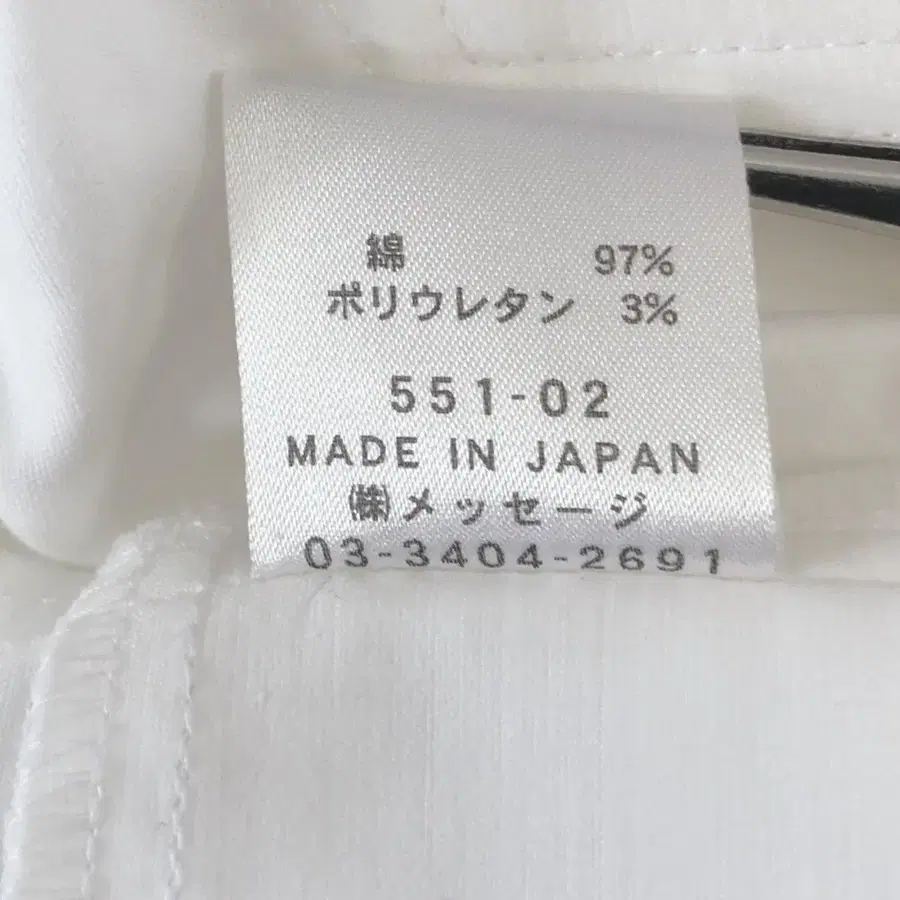 綿 97%
ポリウレタン 3%
551-02
MADE IN JAPAN
㈱メッセージ
03-3404-2691